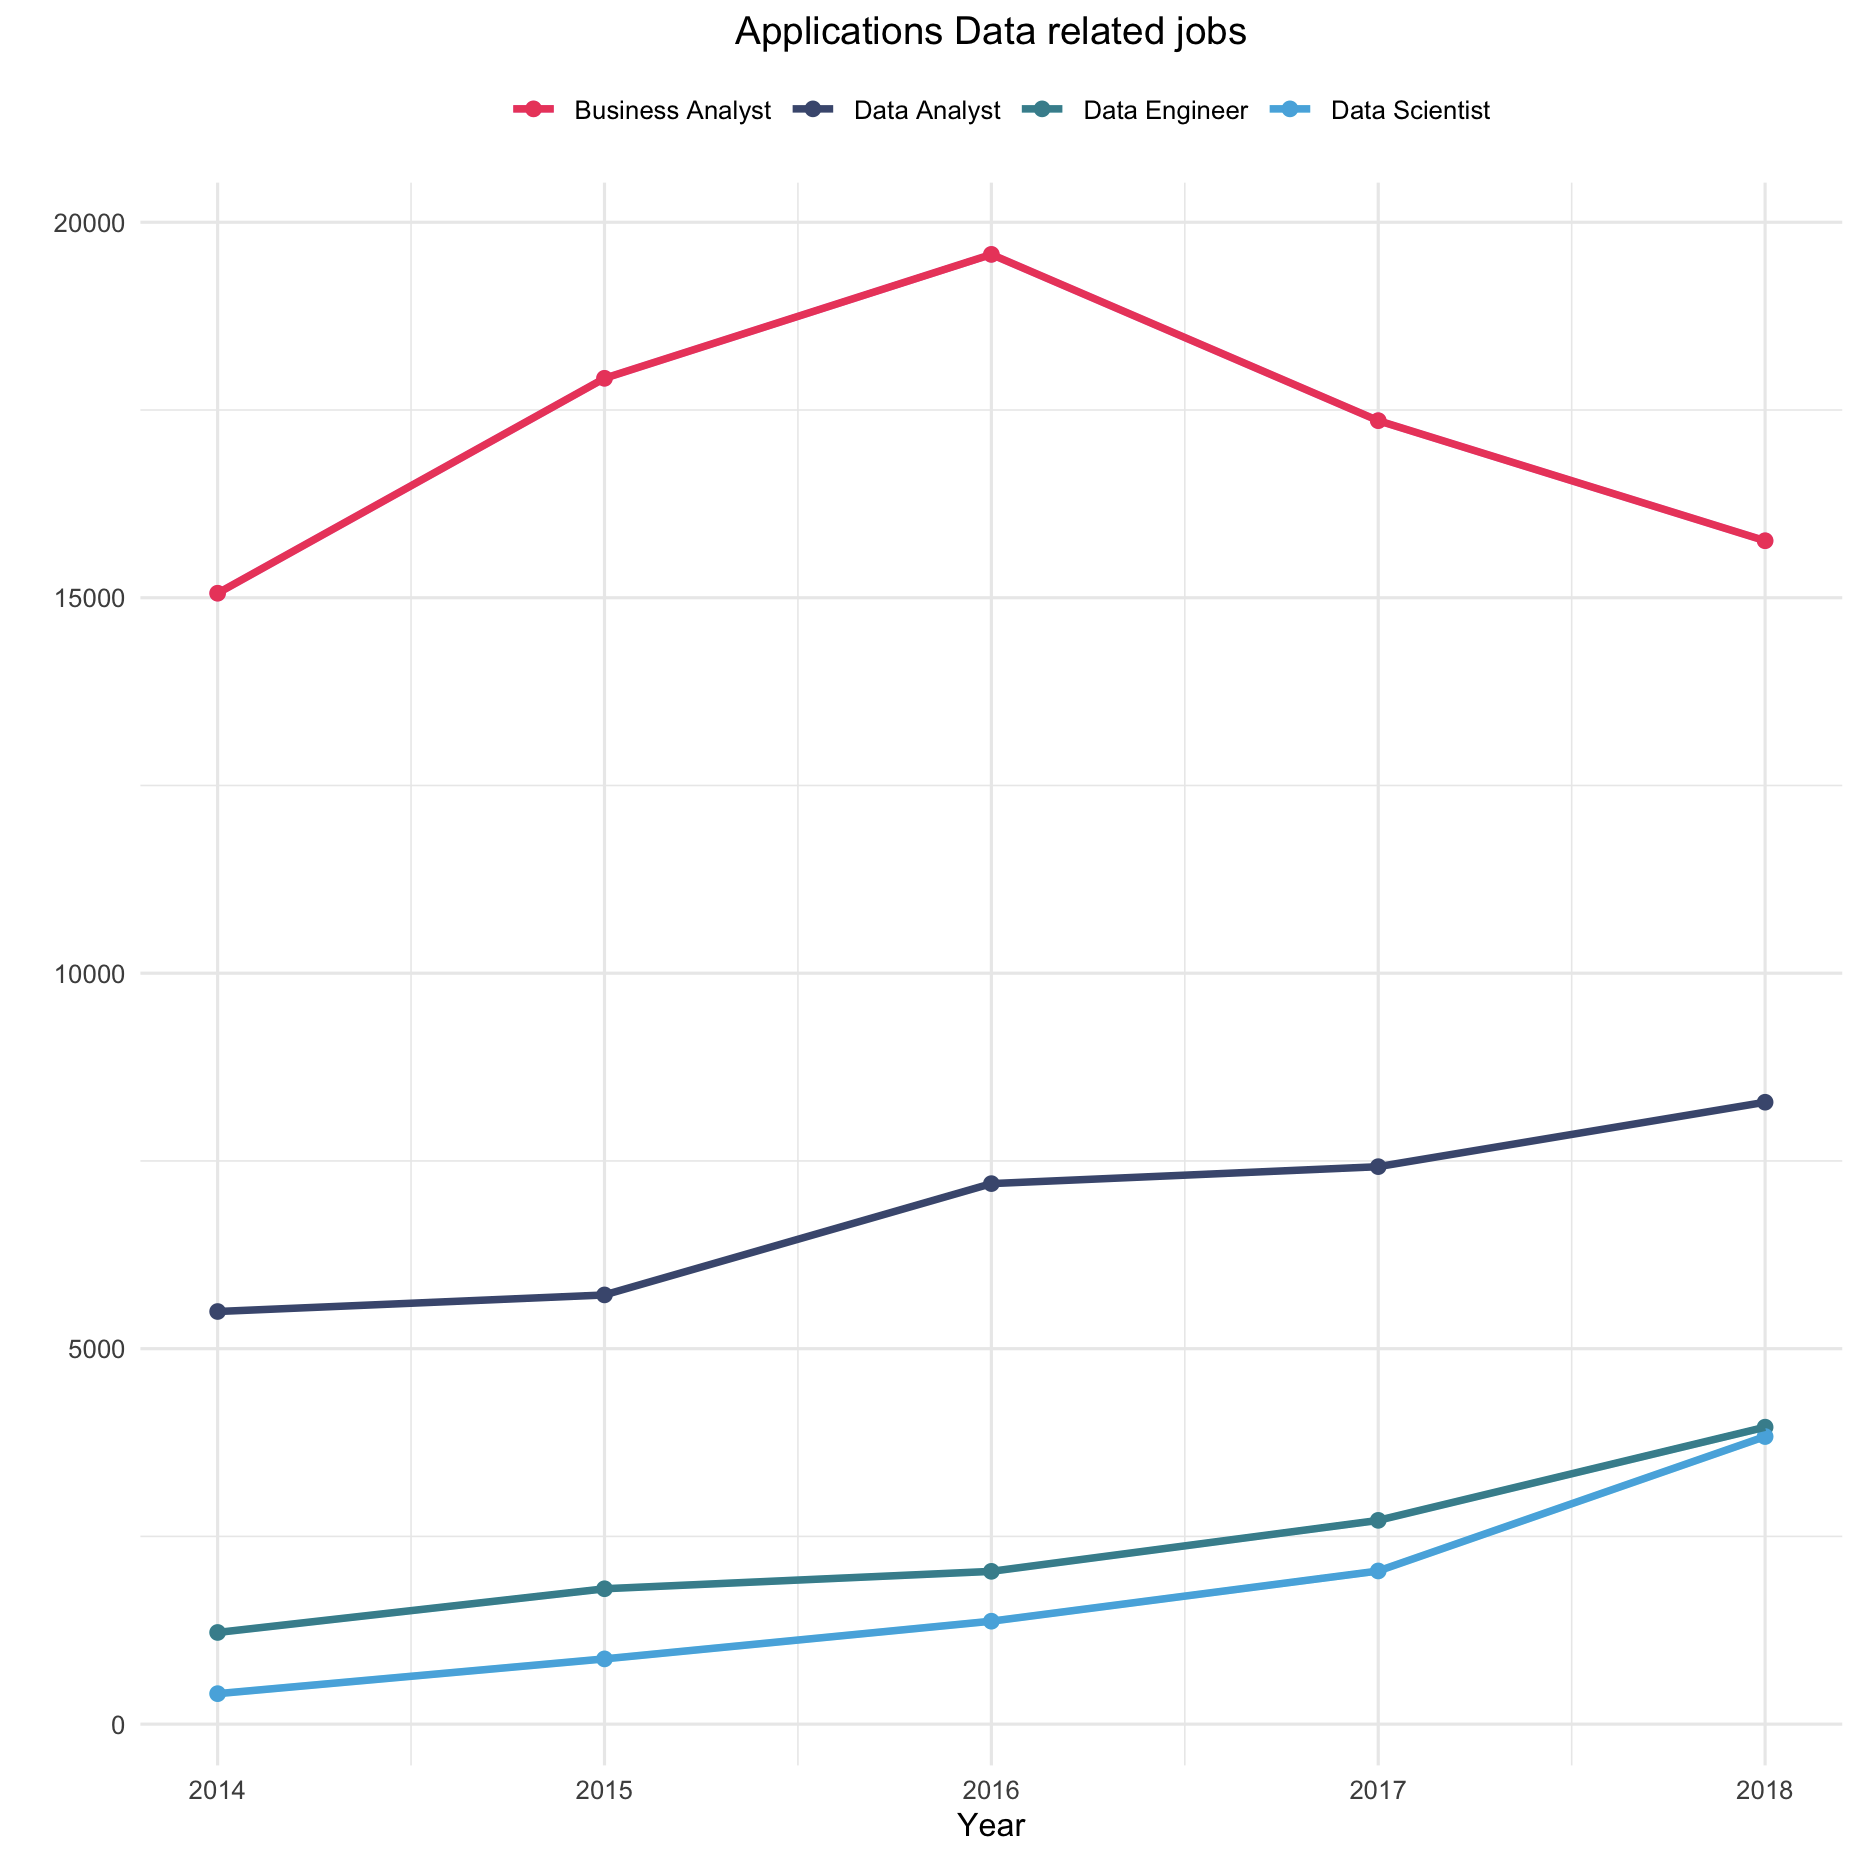 Applications Data related jobs
Business Analyst Data Analyst Data Engineer Data Scientist
20000
15000
10000
5000
0
2014 2015 2016 2017 2018
Year